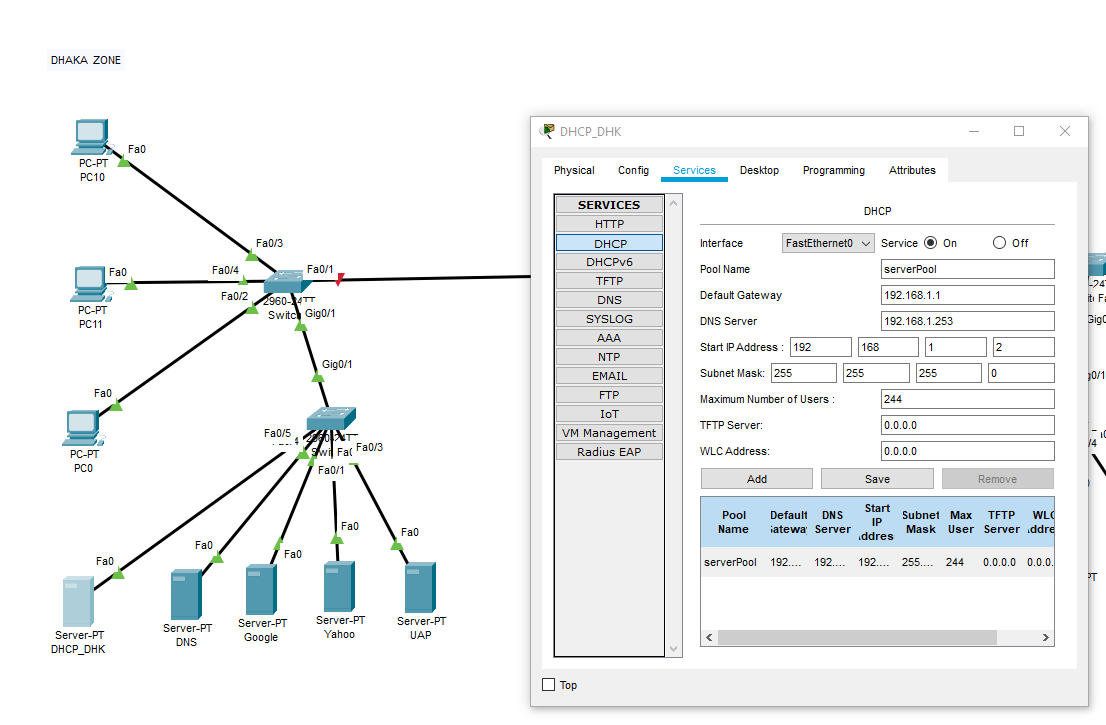 DHAKA ZONE
Fa0
PC-PT
PC10
Fa0/3
Fa0
Fa0/4
Fa0/1
PC-PT
PC11
Fa0/2
2960-24TT
Switch
Gig0/1
Gig0/1
Fa0
PC-PT
PC0
Fa0/5
2960-24TT
Fa0/3
Fa0/1
Fa0
Fa0
Fa0
Fa0
Fa0
Server-PT
DHCP_DHK
Server-PT
DNS
Server-PT
Google
Server-PT
Yahoo
Server-PT
UAP
DHCP_DHK
Physical Config Services Desktop Programming Attributes
SERVICES
HTTP
DHCP
DHCPv6
TFTP
DNS
SYSLOG
AAA
NTP
EMAIL
FTP
IoT
VM Management
Radius EAP
DHCP
Interface FastEthernet0 Service On Off
Pool Name serverPool
Default Gateway 192.168.1.1
DNS Server 192.168.1.253
Start IP Address : 192 168 1 2
Subnet Mask: 255 255 255 0
Maximum Number of Users : 244
TFTP Server: 0.0.0.0
WLC Address: 0.0.0.0
Add Save Remove
Pool Name Default Gateway DNS Server Start IP Address Subnet Mask Max User TFTP Server WLC Address
serverPool 192.... 192.... 192.... 255.... 244 0.0.0.0 0.0.0.
Top